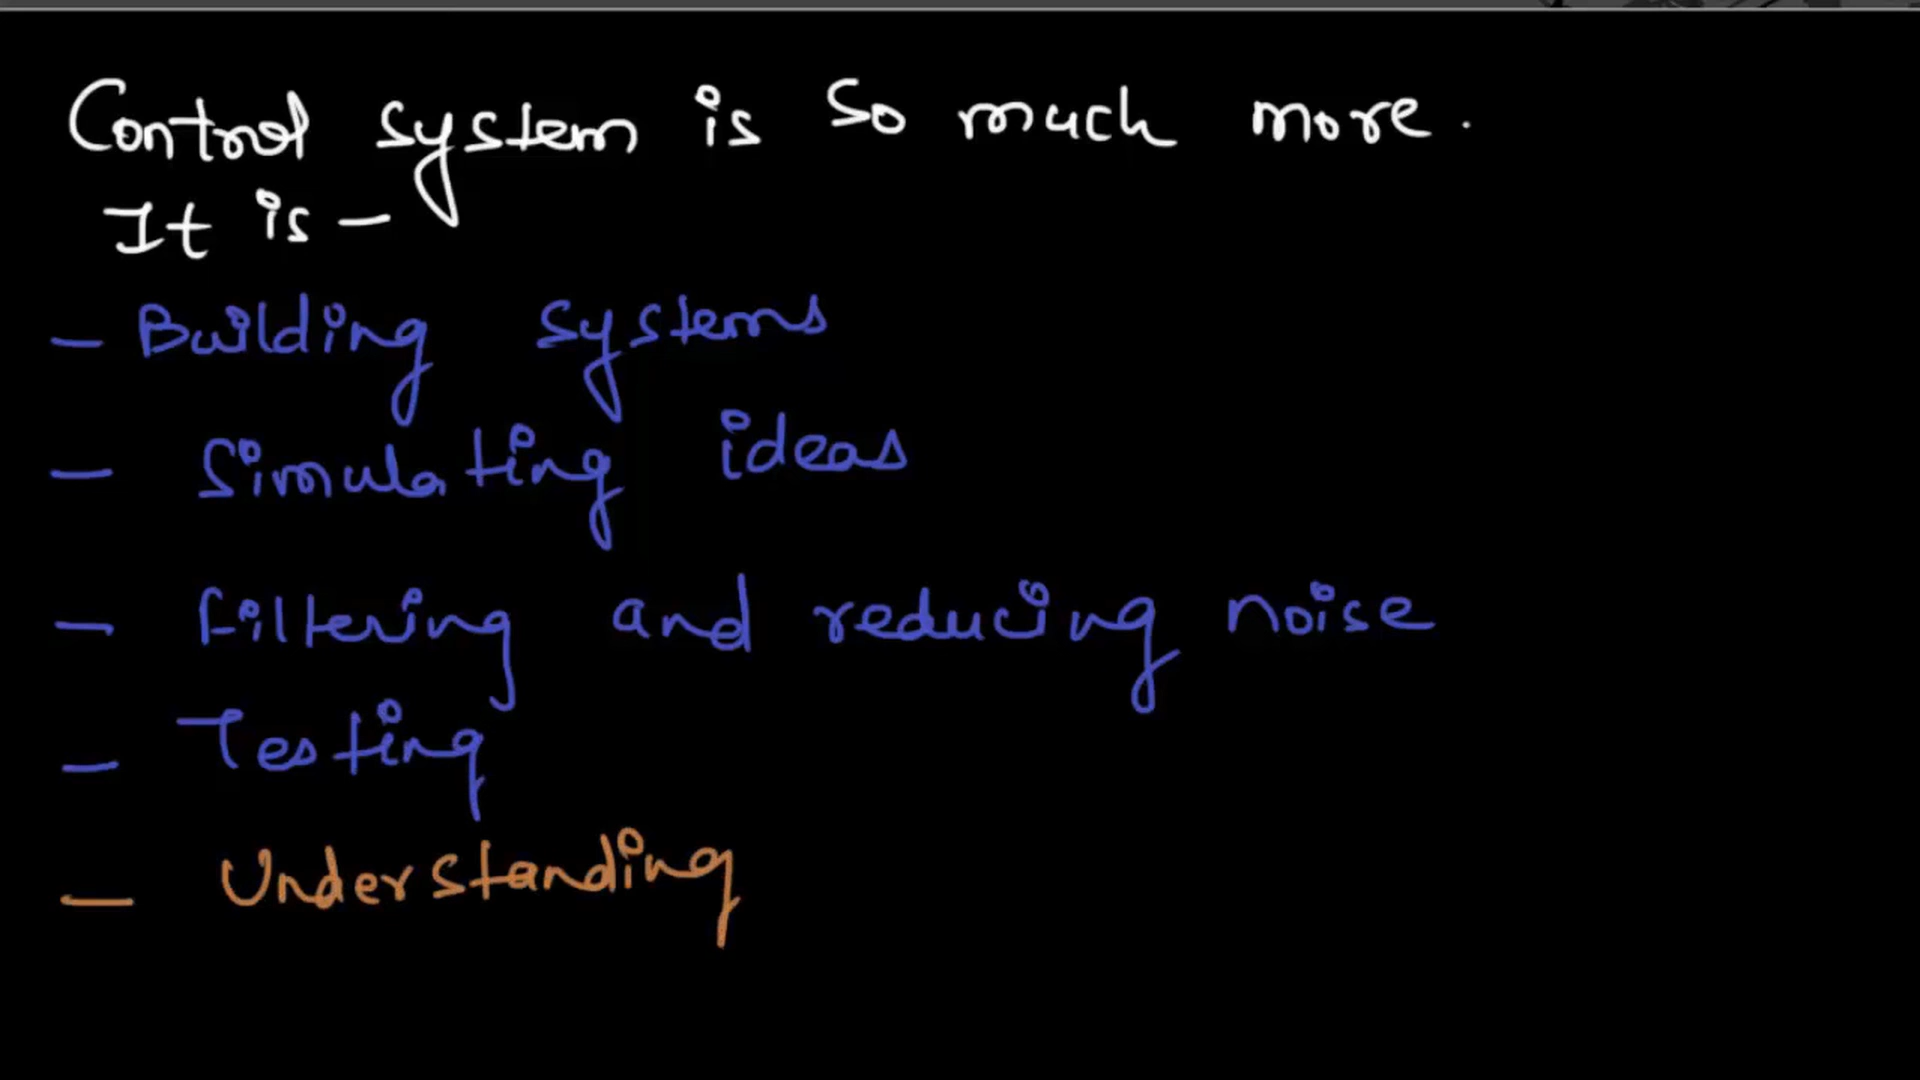 Control system is so much more.
It is -
- Building systems
- Simulating ideas
- Filtering and reducing noise
- Testing
- Understanding